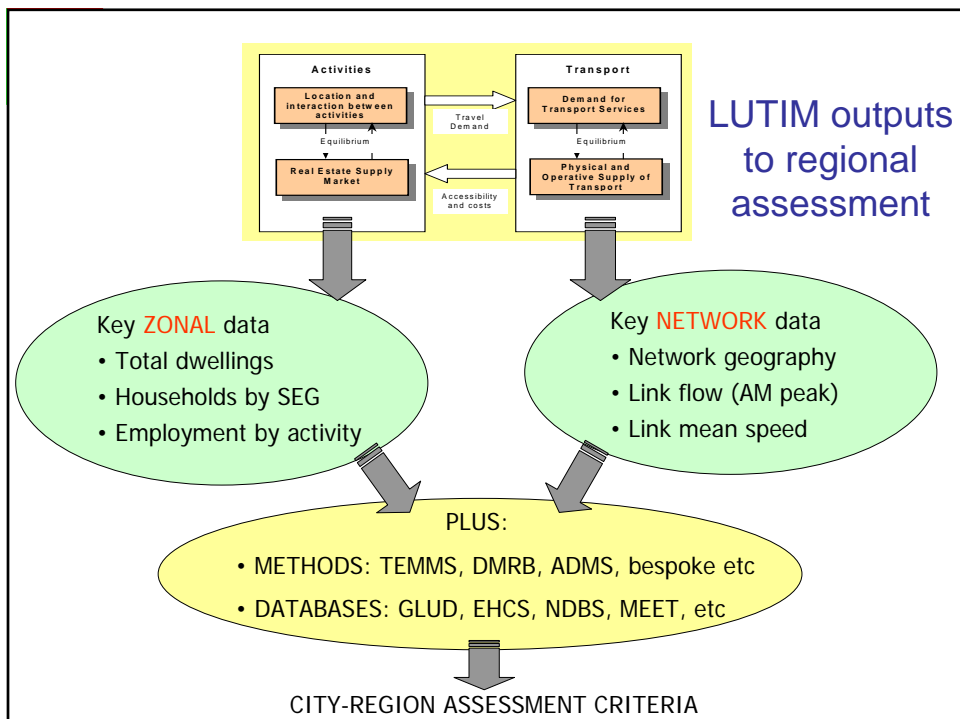 Activities
Location and
interaction between
activities
Equilibrium
Real Estate Supply
Market
Travel
Demand
Accessibility
and costs
Transport
Demand for
Transport Services
Equilibrium
Physical and
Operative Supply of
Transport
LUTIM outputs
to regional
assessment
Key ZONAL data
• Total dwellings
• Households by SEG
• Employment by activity
Key NETWORK data
• Network geography
• Link flow (AM peak)
• Link mean speed
PLUS:
• METHODS: TEMMS, DMRB, ADMS, bespoke etc
• DATABASES: GLUD, EHCS, NDBS, MEET, etc
CITY-REGION ASSESSMENT CRITERIA